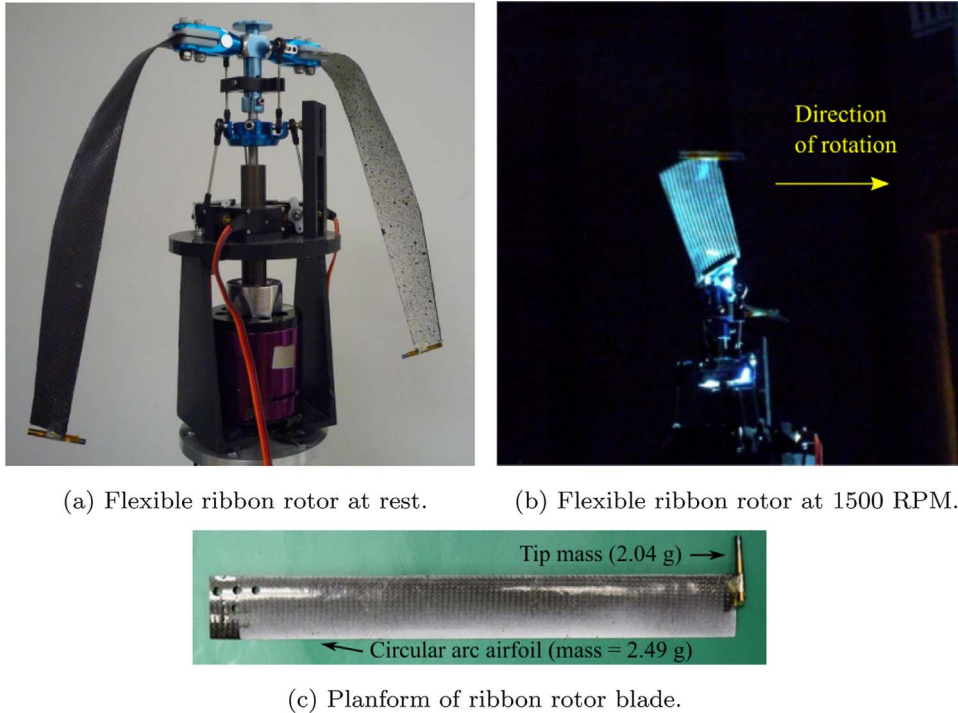 Direction
of rotation
(a) Flexible ribbon rotor at rest.
(b) Flexible ribbon rotor at 1500 RPM.
Tip mass (2.04 g)
Circular arc airfoil (mass = 2.49 g)
(c) Planform of ribbon rotor blade.